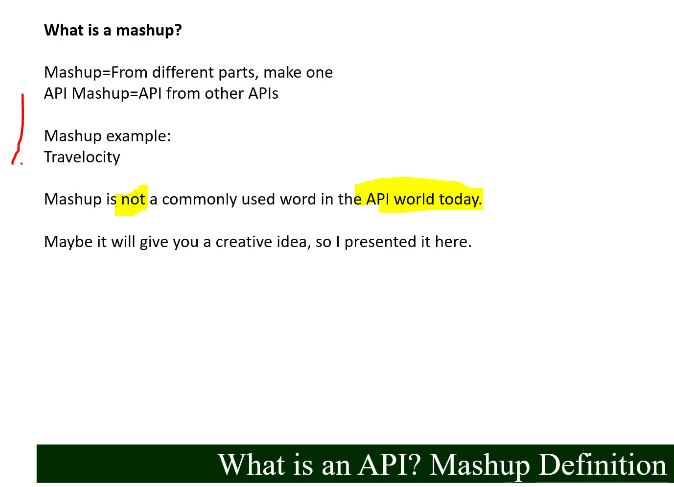 What is a mashup?
Mashup=From different parts, make one
API Mashup=API from other APIs
Mashup example:
Travelocity
Mashup is not a commonly used word in the API world today.
Maybe it will give you a creative idea, so I presented it here.
What is an API? Mashup Definition